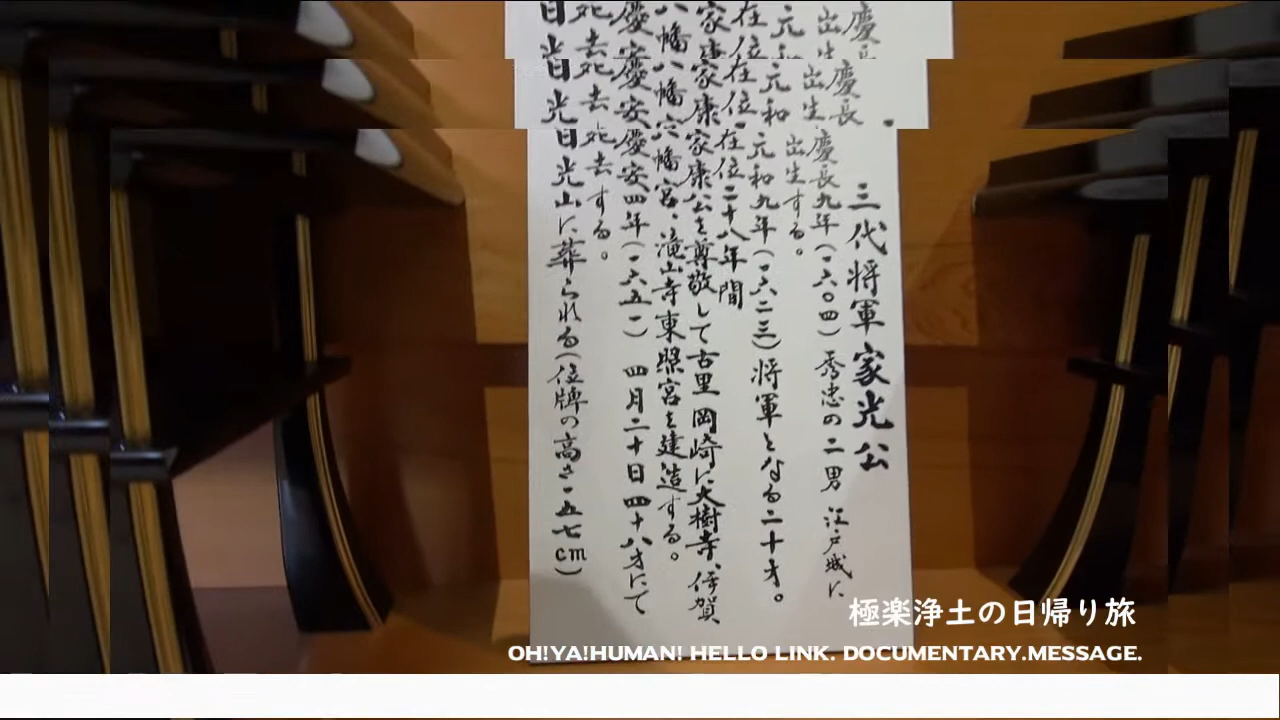 三代将軍家光公
慶長九年(一六〇四)秀忠の二男 江戸城に
出生する。
元和九年(一六二三)将軍となる二十才。
在位二十八年間
家康公を尊敬して古里岡崎に大樹寺、伊賀
八幡宮、滝山寺東照宮を建造する。
慶安四年(一六五一)四月二十日四十八才にて
死去する。
日光山に葬られる(位牌の高さ一五七cm)
極楽浄土の日帰り旅
OH!YA!HUMAN! HELLO LINK. DOCUMENTARY.MESSAGE.